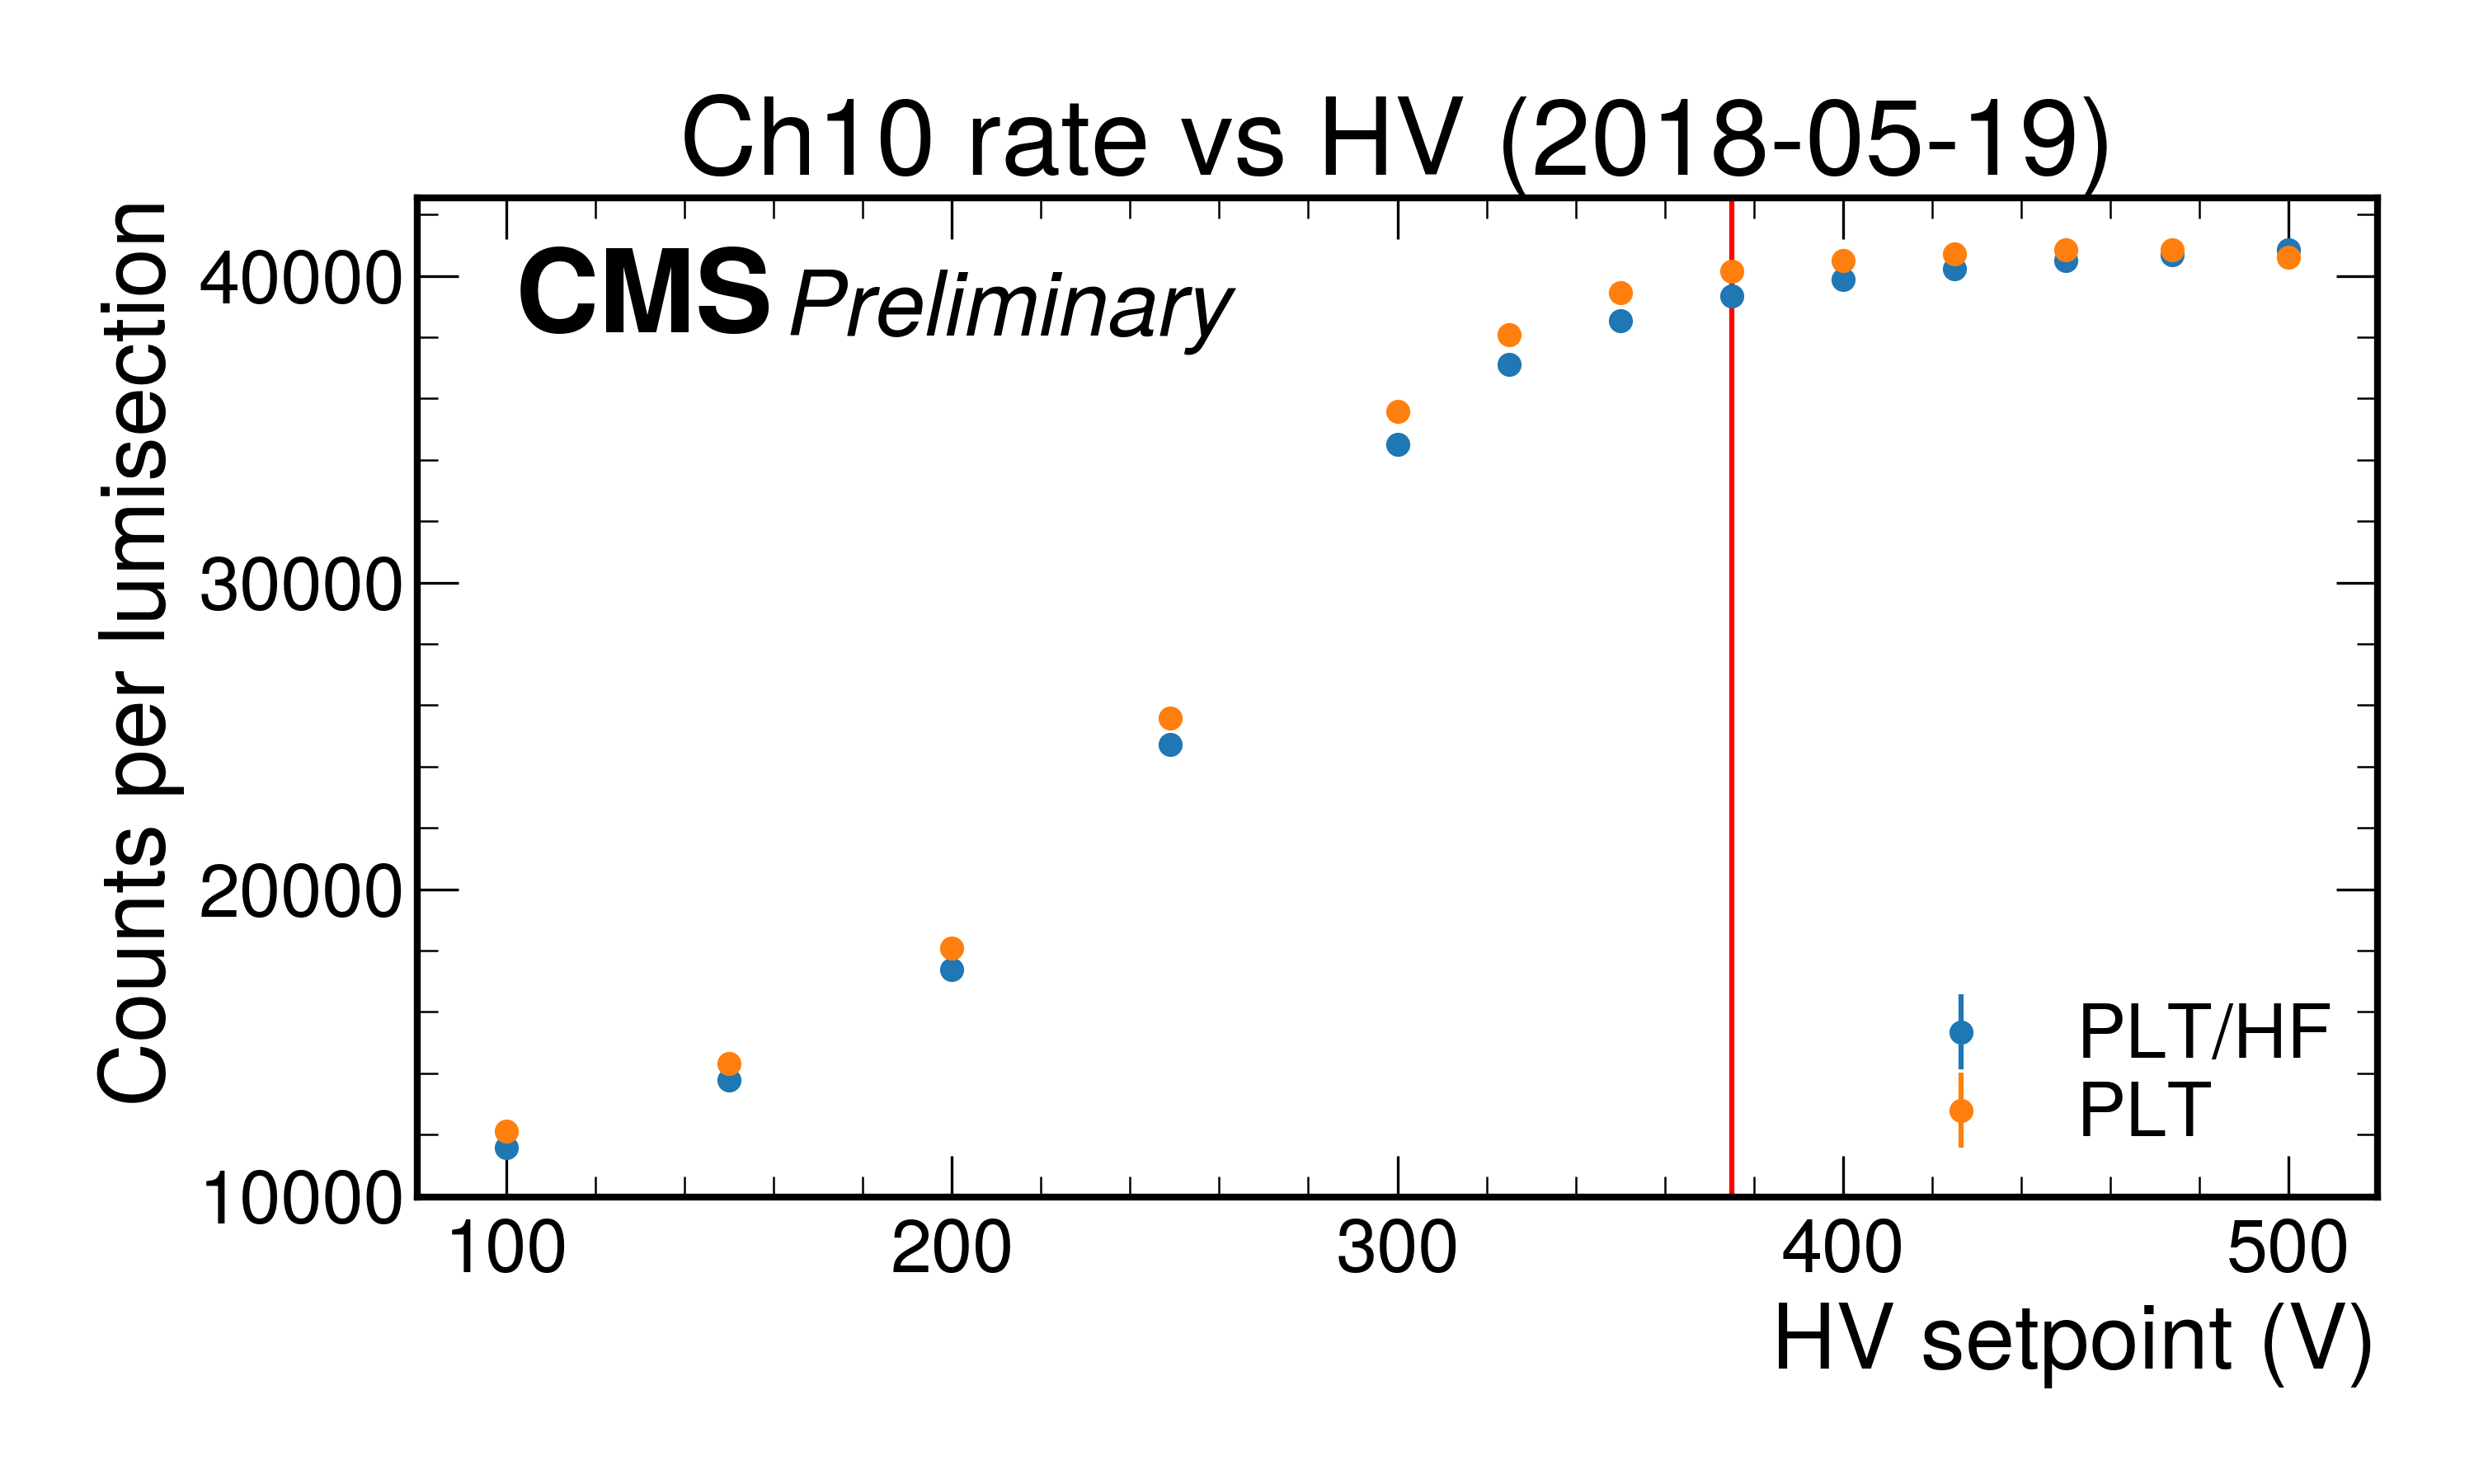 Ch10 rate vs HV (2018-05-19)
CMS Preliminary
Counts per lumisection
40000
30000
20000
10000
PLT/HF
PLT
100 200 300 400 500
HV setpoint (V)